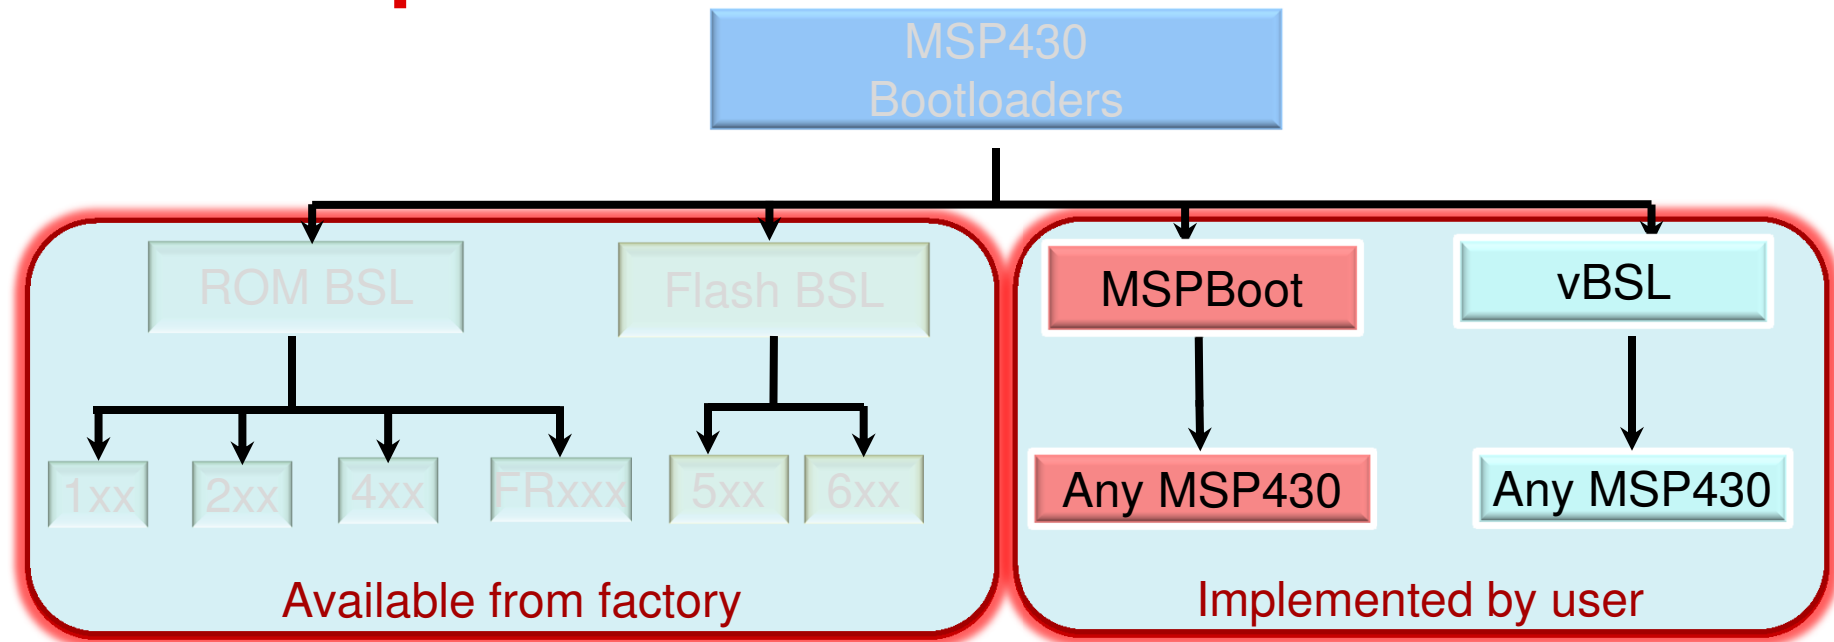 MSP430
Bootloaders
ROM BSL
Flash BSL
MSPBoot
vBSL
1xx
2xx
4xx
FRxxx
5xx
6xx
Any MSP430
Any MSP430
Available from factory
Implemented by user